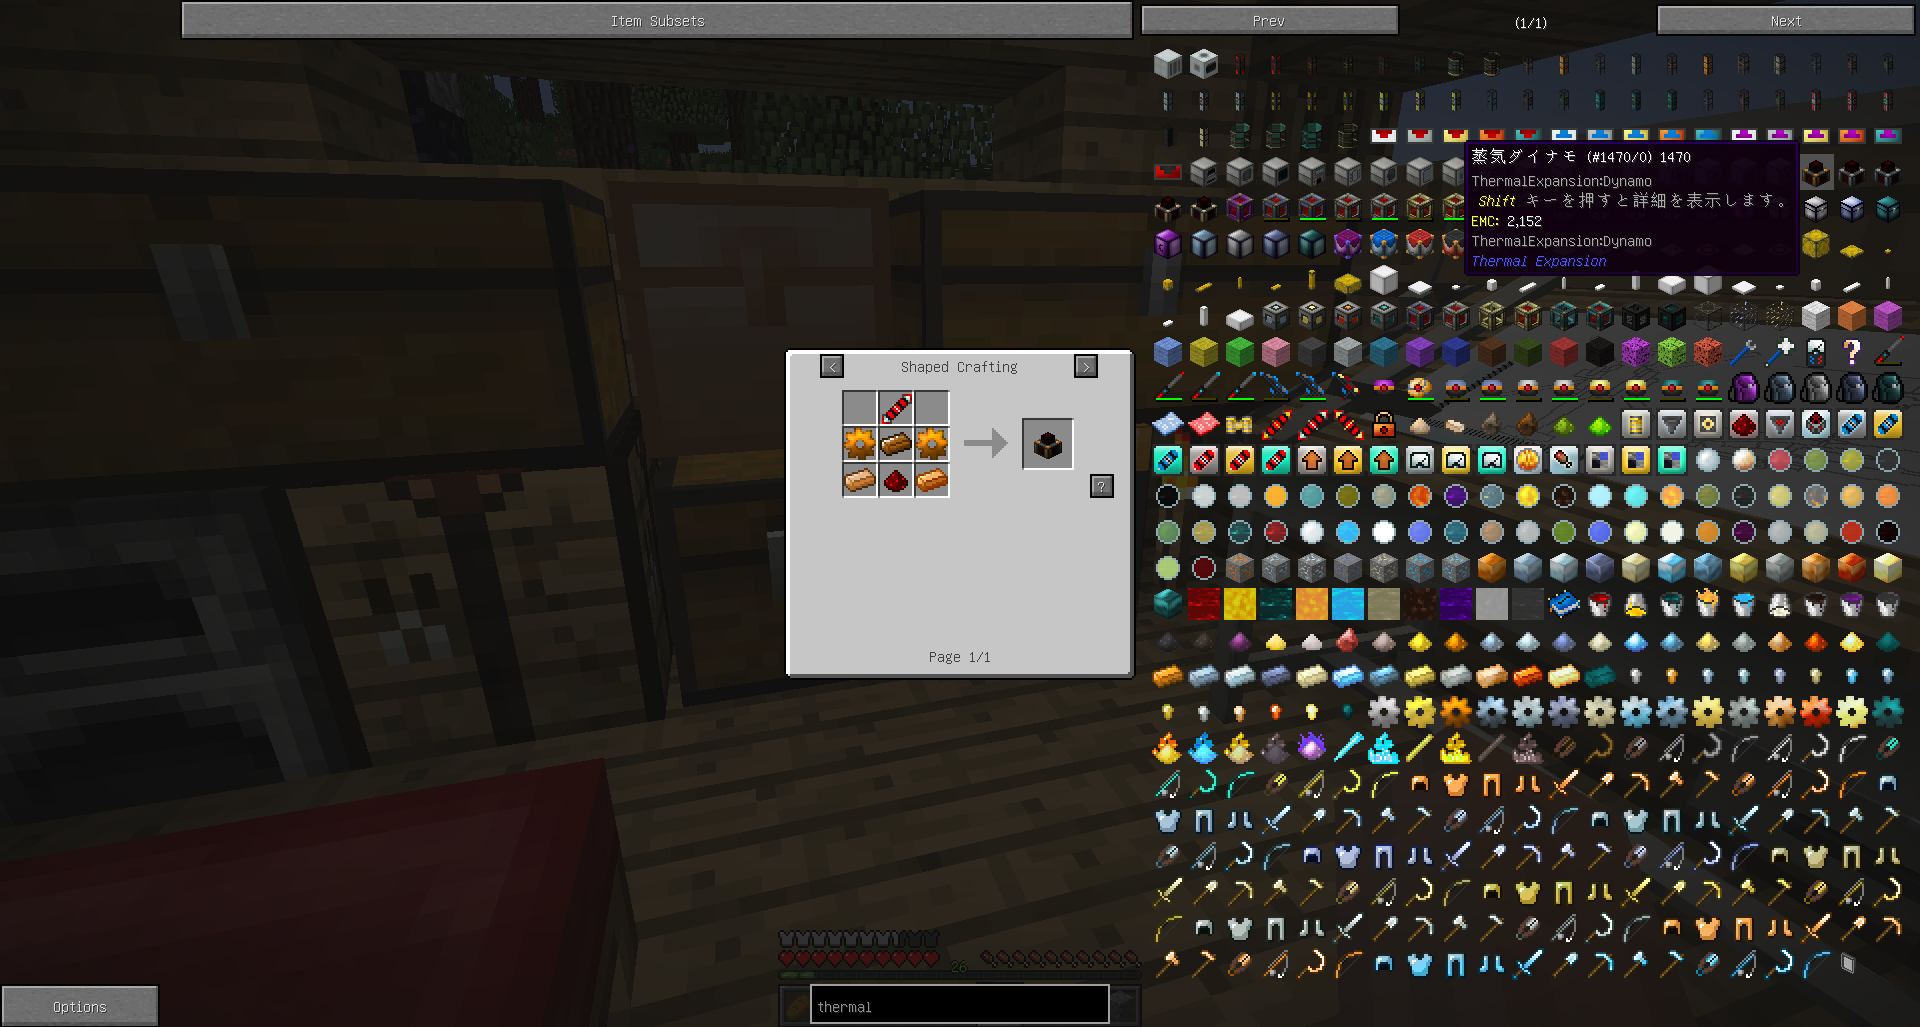 Item Subsets
Prev
(1/1)
Next
蒸気ダイナモ (#1470/0) 1470
ThermalExpansion:Dynamo
Shift キーを押すと詳細を表示します。
EMC: 2,152
ThermalExpansion:Dynamo
Thermal Expansion
<
Shaped Crafting
>
?
Page 1/1
26
Options
thermal